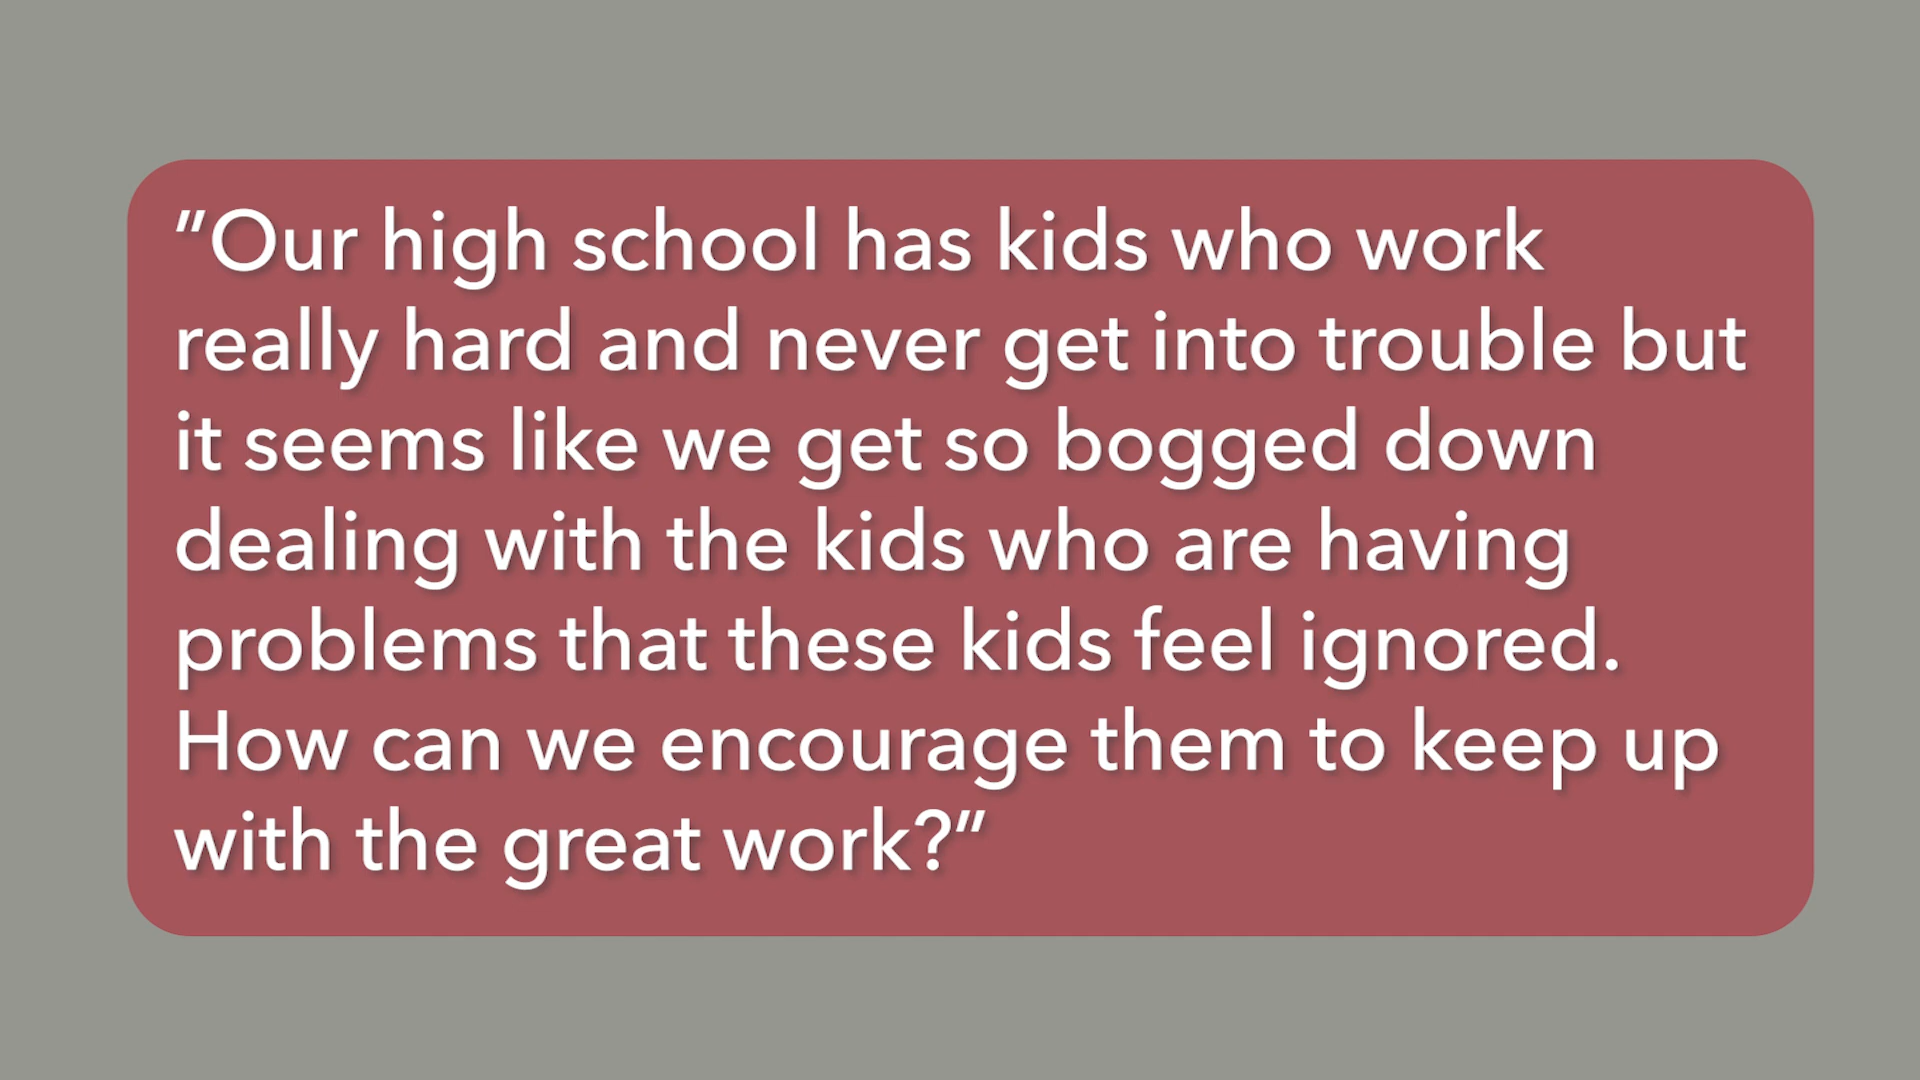 "Our high school has kids who work
really hard and never get into trouble but
it seems like we get so bogged down
dealing with the kids who are having
problems that these kids feel ignored.
How can we encourage them to keep up
with the great work?"